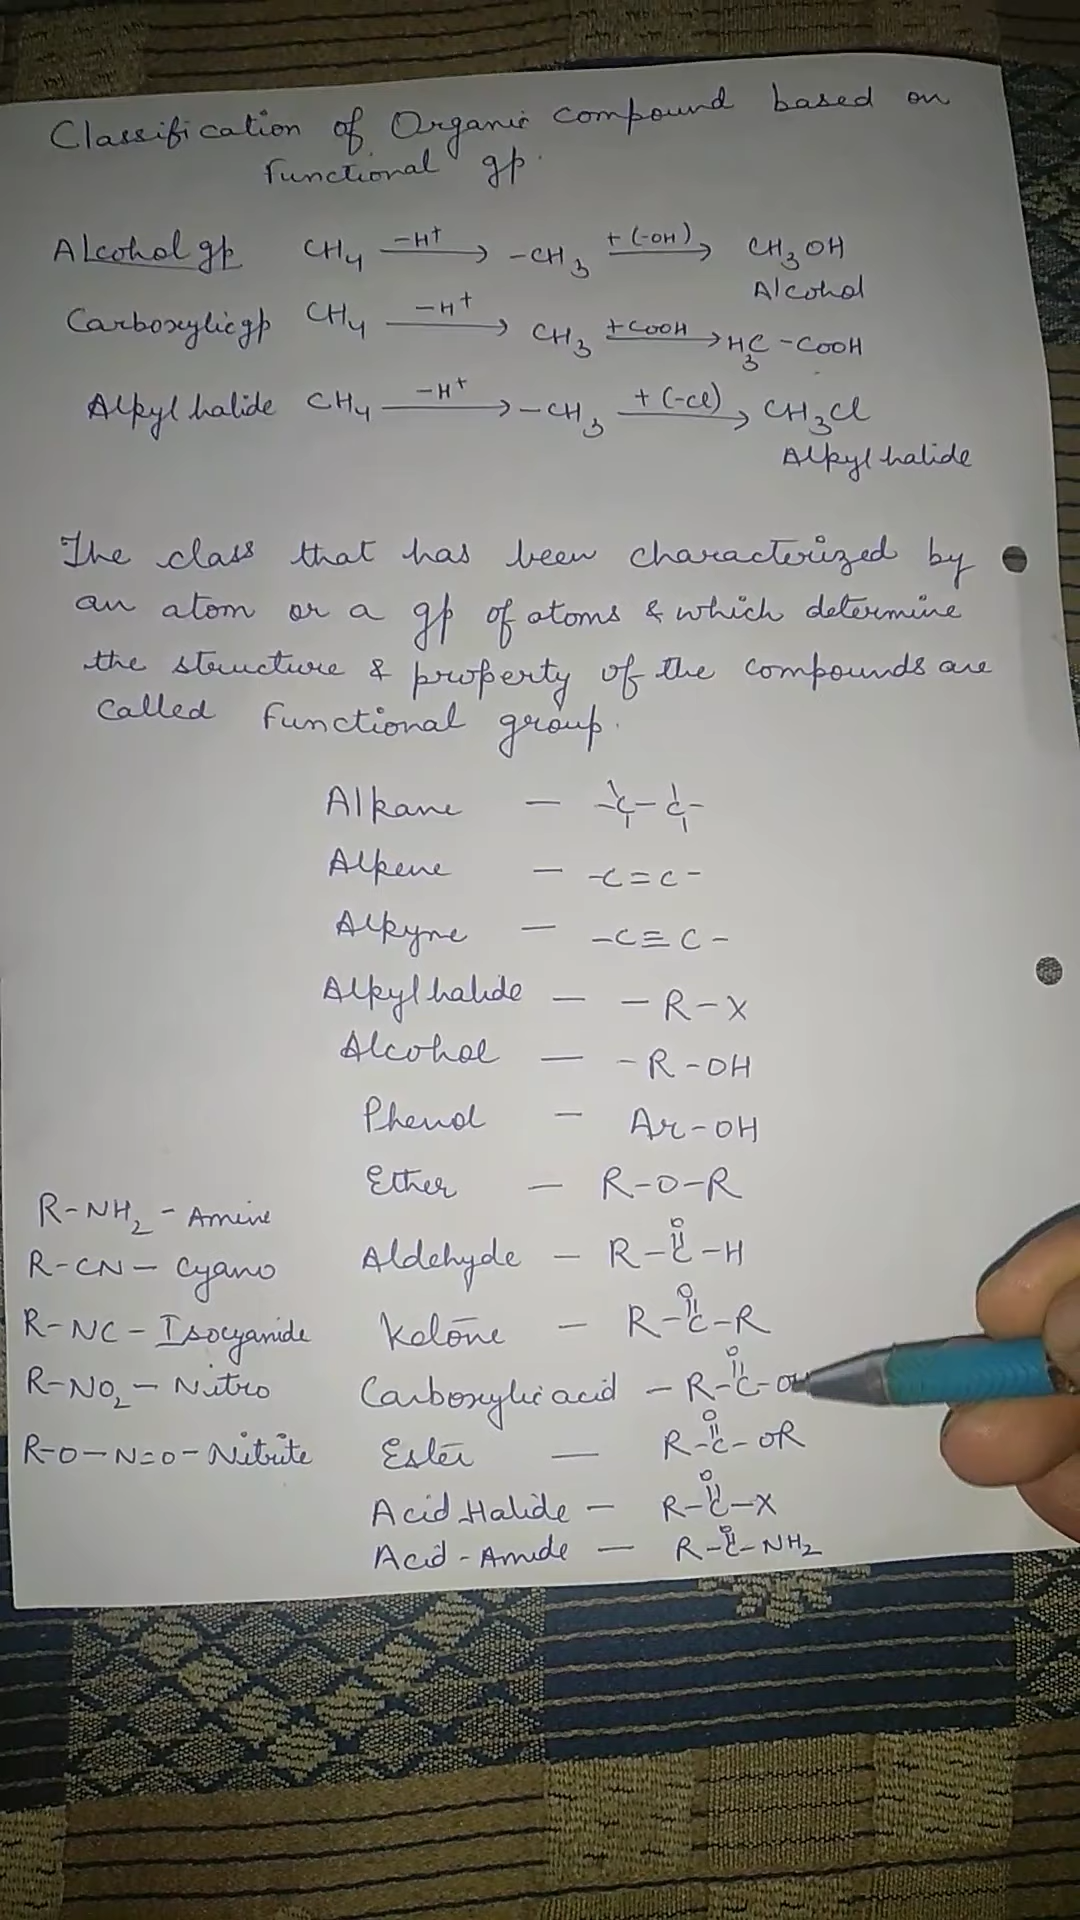 Classification of Organic compound based on
functional gp.
Alcohol gp CH4 -H+ → -CH3 +(-OH) → CH3OH
Alcohol
Carboxylic gp CH4 -H+ → CH3 +COOH → H3C-COOH
Alkyl halide CH4 -H+ → -CH3 +(-Cl) → CH3Cl
Alkyl halide
The class that has been characterized by
an atom or a gp of atoms & which determine
the structure & property of the compounds are
called functional group.
Alkane — -C-C-
Alkene — -C=C-
Alkyne — -C≡C-
Alkyl halide — -R-X
Alcohol — -R-OH
Phenol — Ar-OH
Ether — R-O-R
Aldehyde — R-C(=O)-H
Ketone — R-C(=O)-R
Carboxylic acid — R-C(=O)-O
Ester — R-C(=O)-OR
Acid Halide — R-C(=O)-X
Acid-Amide — R-C(=O)-NH2
R-NH2 - Amine
R-CN - Cyano
R-NC - Isocyanide
R-NO2 - Nitro
R-O-N=O - Nitrite